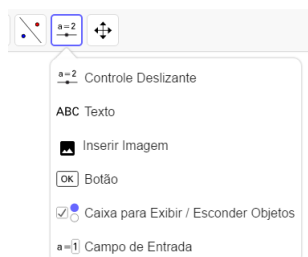 a=2
a=2 Controle Deslizante
ABC Texto
Inserir Imagem
OK Botão
Caixa para Exibir / Esconder Objetos
a=1 Campo de Entrada